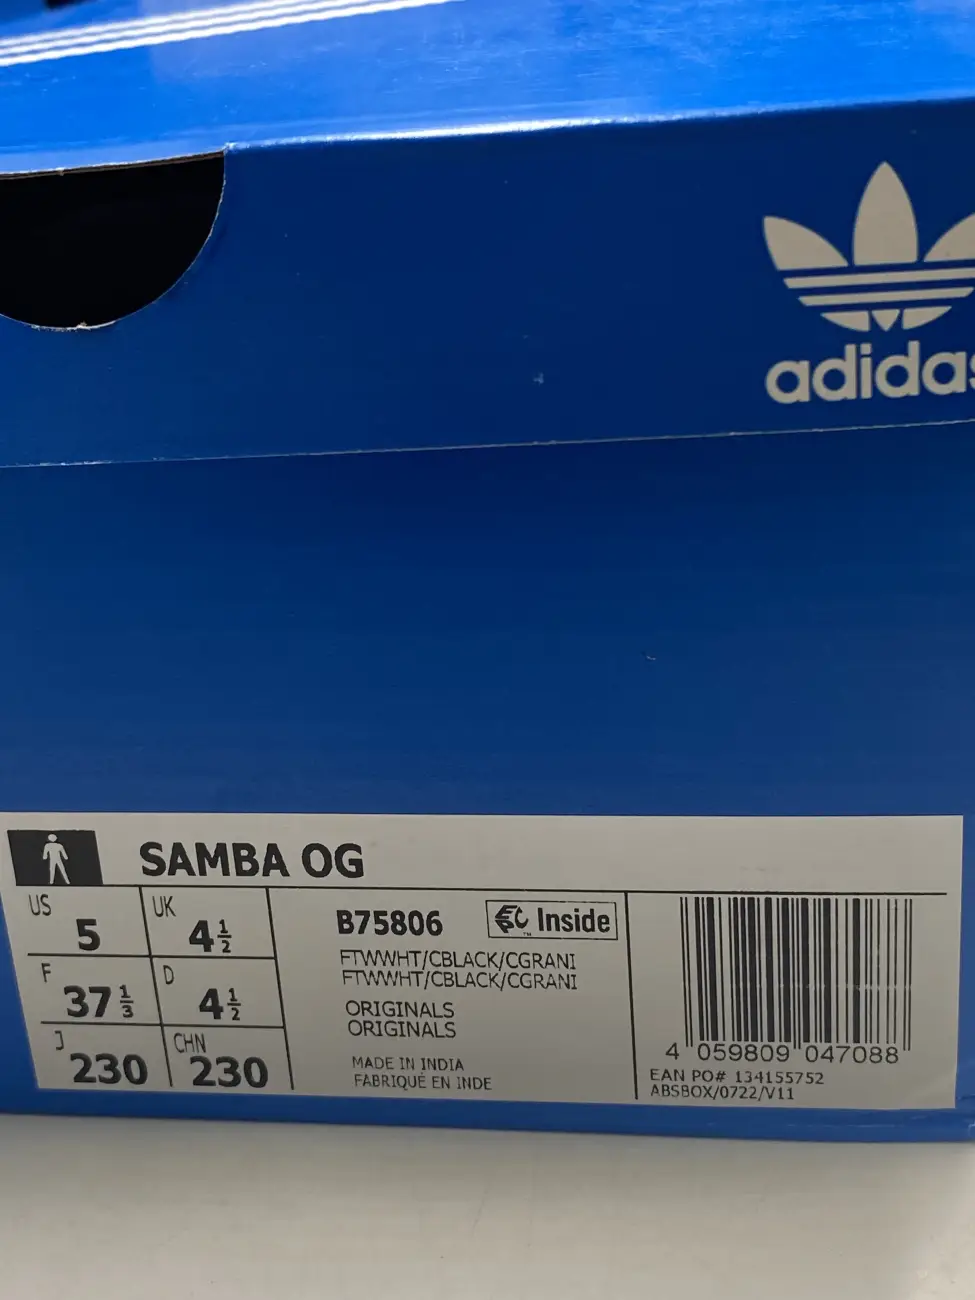 adidas
SAMBA OG
US 5 UK 4½
F 37⅓ D 4½
J 230 CHN 230
B75806 Inside
FTWWHT/CBLACK/CGRANI
FTWWHT/CBLACK/CGRANI
ORIGINALS
ORIGINALS
MADE IN INDIA
FABRIQUÉ EN INDE
4 059809 047088
EAN PO# 134155752
ABSBOX/0722/V11